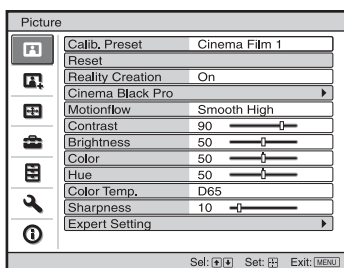 Picture
Calib. Preset Cinema Film 1
Reset
Reality Creation On
Cinema Black Pro
Motionflow Smooth High
Contrast 90
Brightness 50
Color 50
Hue 50
Color Temp. D65
Sharpness 10
Expert Setting
Sel: Set: Exit: MENU